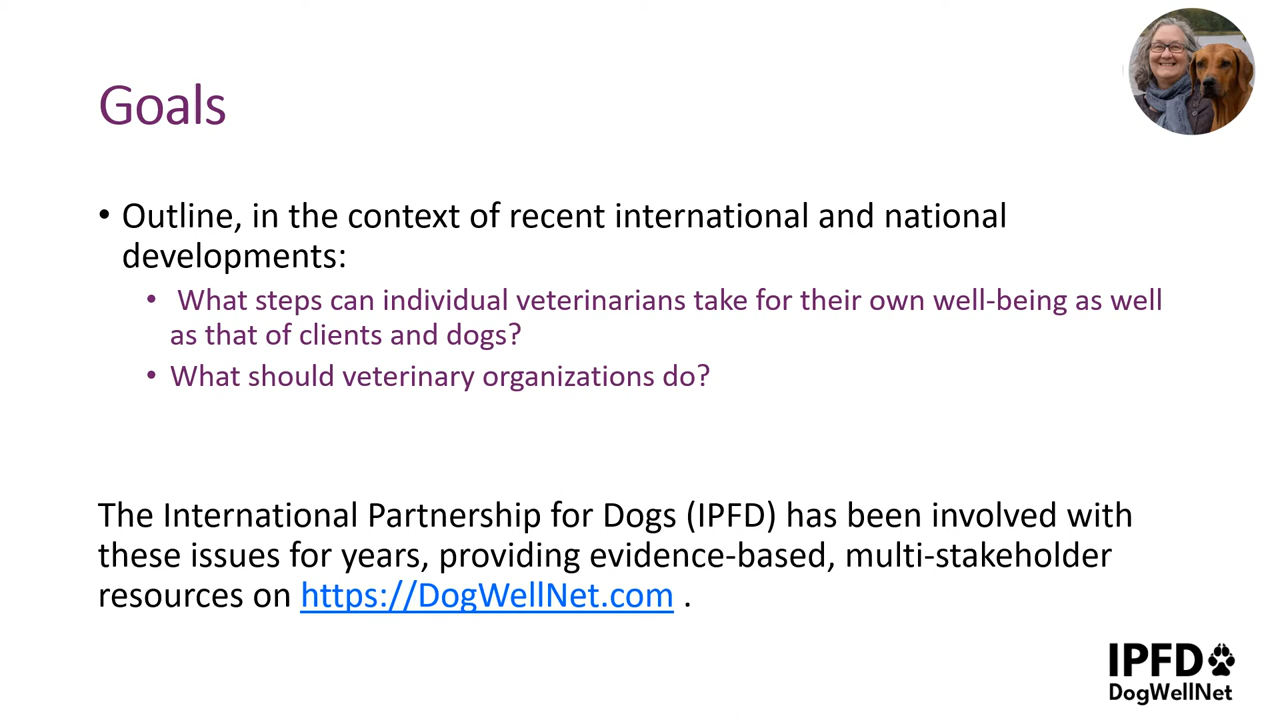 Goals
• Outline, in the context of recent international and national
developments:
• What steps can individual veterinarians take for their own well-being as well
as that of clients and dogs?
• What should veterinary organizations do?
The International Partnership for Dogs (IPFD) has been involved with
these issues for years, providing evidence-based, multi-stakeholder
resources on https://DogWellNet.com .
IPFD
DogWellNet